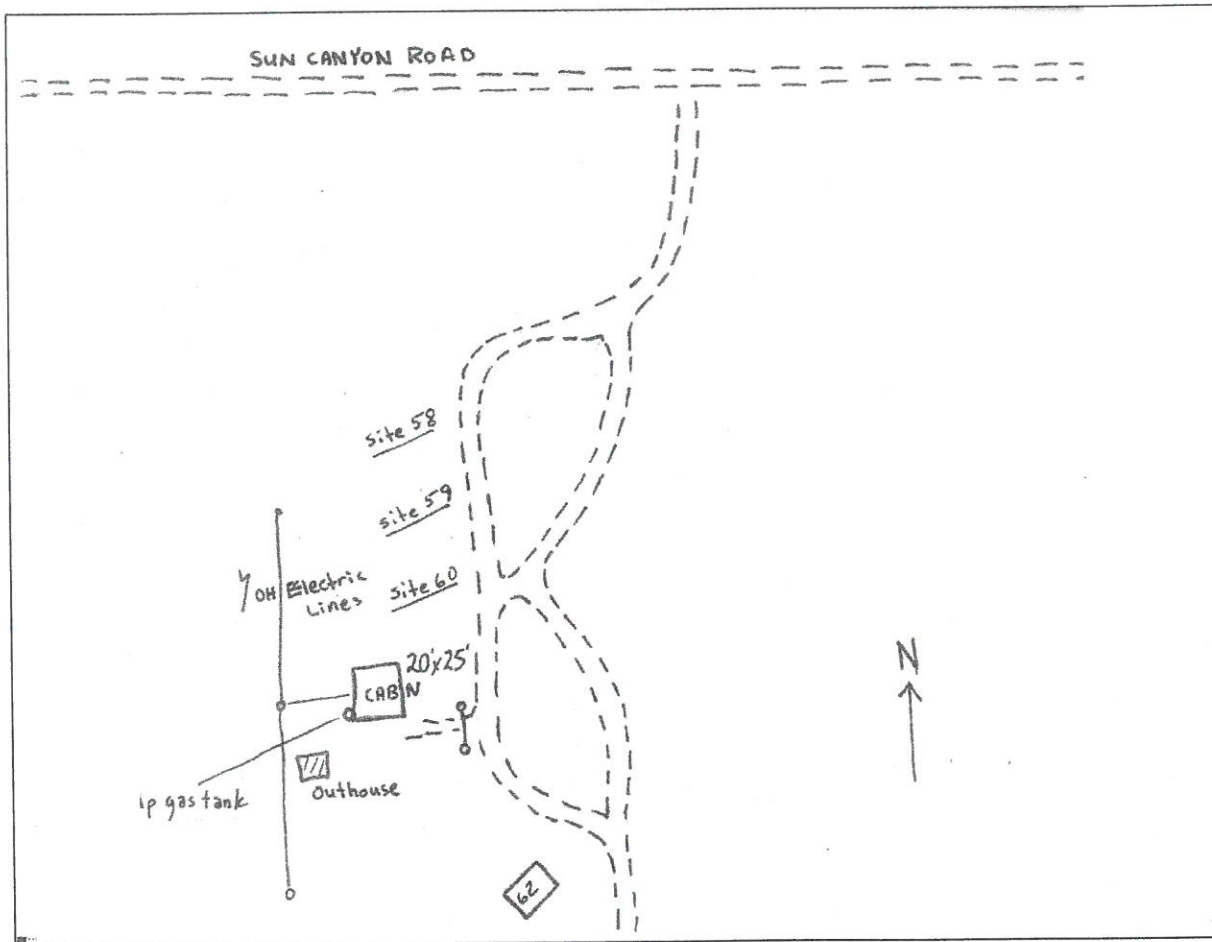 SUN CANYON ROAD
site 58
site 59
OH Electric
Lines
site 60
20'x25'
CABIN
N
lp gas tank
Outhouse
62